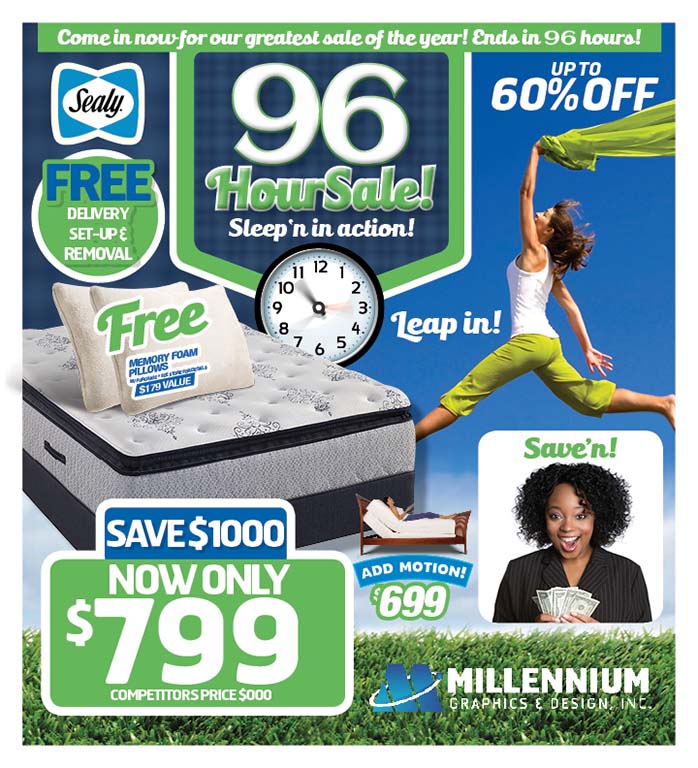 Come in now for our greatest sale of the year! Ends in 96 hours!
Sealy
96
HourSale!
Sleep'n in action!
UP TO
60% OFF
FREE
DELIVERY
SET-UP &
REMOVAL
12
11
1
10
2
9
3
8
4
7
5
6
Leap in!
Free
MEMORY FOAM
PILLOWS
$179 VALUE
Save'n!
SAVE $1000
NOW ONLY
$799
COMPETITORS PRICE $000
ADD MOTION!
$699
MILLENNIUM
GRAPHICS & DESIGN, INC.